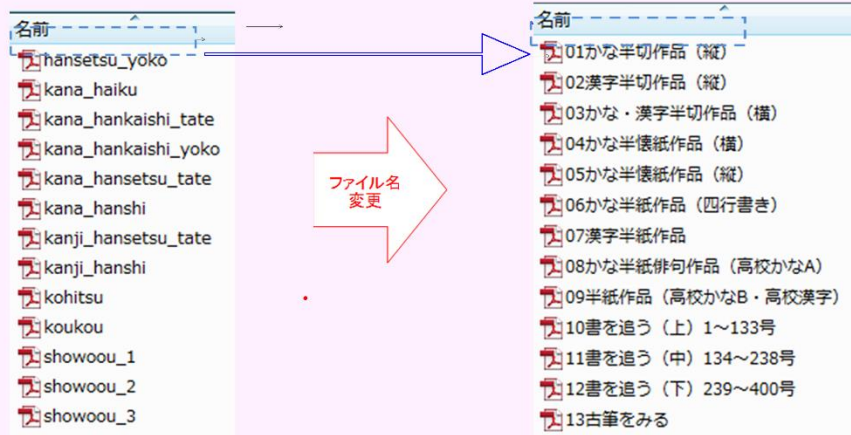 名前
hansetsu_yoko
kana_haiku
kana_hankaishi_tate
kana_hankaishi_yoko
kana_hansetsu_tate
kana_hanshi
kanji_hansetsu_tate
kanji_hanshi
kohitsu
koukou
showoou_1
showoou_2
showoou_3
ファイル名
変更
名前
01かな半切作品（縦）
02漢字半切作品（縦）
03かな・漢字半切作品（横）
04かな半懐紙作品（横）
05かな半懐紙作品（縦）
06かな半紙作品（四行書き）
07漢字半紙作品
08かな半紙俳句作品（高校かなA）
09半紙作品（高校かなB・高校漢字）
10書を追う（上）1～133号
11書を追う（中）134～238号
12書を追う（下）239～400号
13古筆をみる